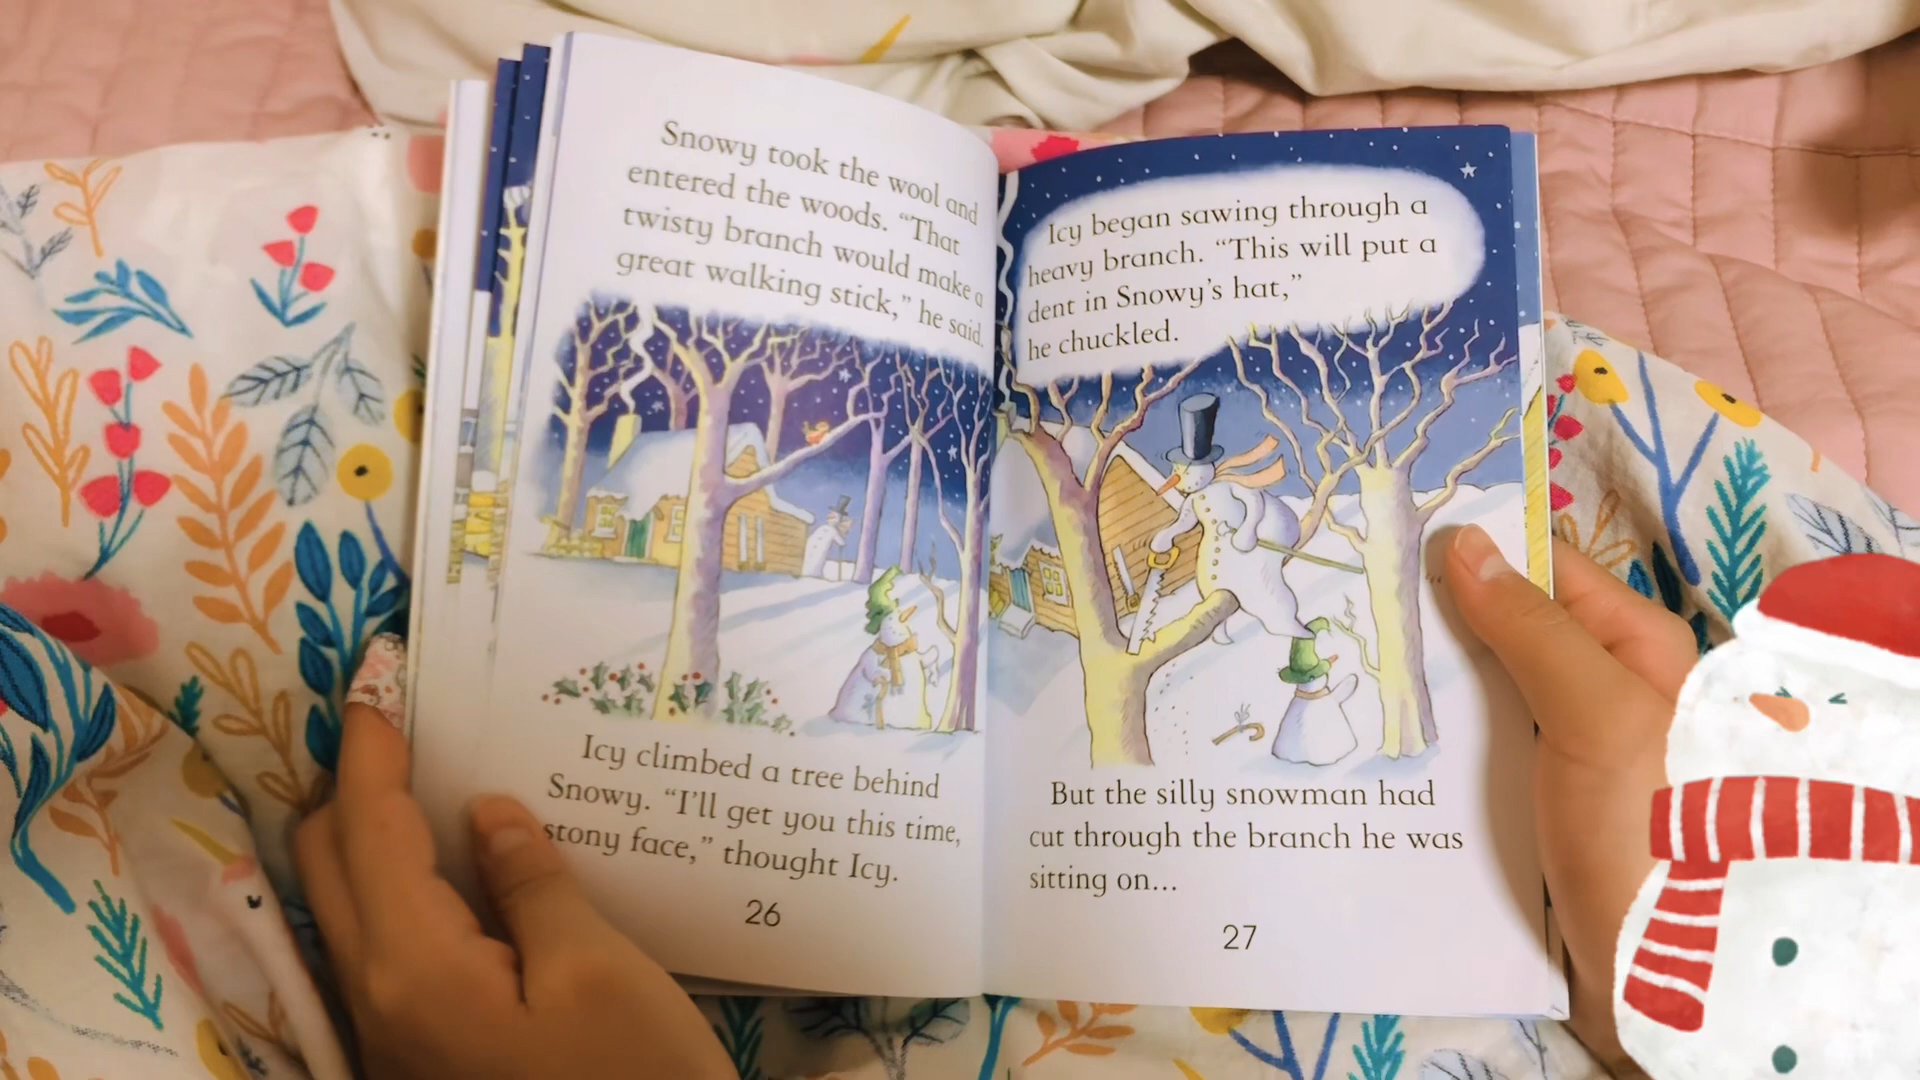 Snowy took the wool and
entered the woods. “That
twisty branch would make a
great walking stick,” he said.
Icy climbed a tree behind
Snowy. “I’ll get you this time,
stony face,” thought Icy.
26
Icy began sawing through a
heavy branch. “This will put a
dent in Snowy’s hat,”
he chuckled.
But the silly snowman had
cut through the branch he was
sitting on…
27